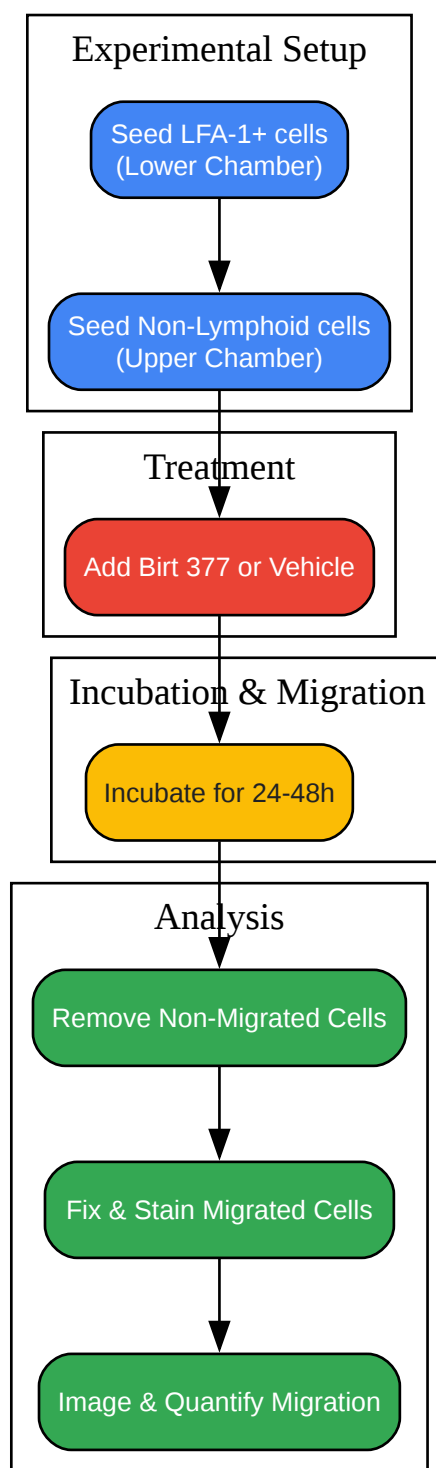 Experimental Setup
Seed LFA-1+ cells
(Lower Chamber)
Seed Non-Lymphoid cells
(Upper Chamber)
Treatment
Add Birt 377 or Vehicle
Incubation & Migration
Incubate for 24-48h
Analysis
Remove Non-Migrated Cells
Fix & Stain Migrated Cells
Image & Quantify Migration